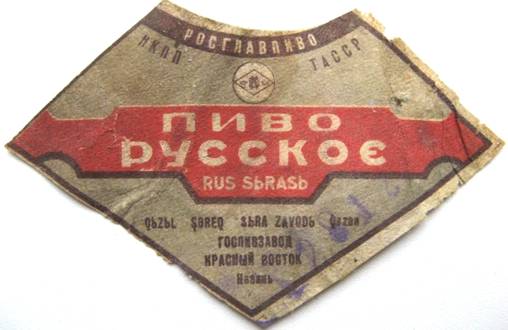 РОСГЛАВПИВО
НКПП ТАССР
ПИВО
РУССКОЕ
RUS SЬRASЬ
QЬZЬL ŞƏREQ SЬRA ZAVODЬ Qazan
ГОСПИВЗАВОД
КРАСНЫЙ ВОСТОК
Казань